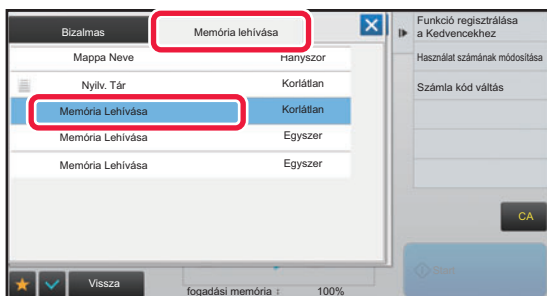 Bizalmas
Memória lehívása
Mappa Neve
Hányszor
Nyilv. Tár
Korlátlan
Memória Lehívása
Korlátlan
Memória Lehívása
Egyszer
Memória Lehívása
Egyszer
Vissza
fogadási memória :
100%
Funkció regisztrálása
a Kedvencekhez
Használat számának módosítása
Számla kód váltás
CA
Start